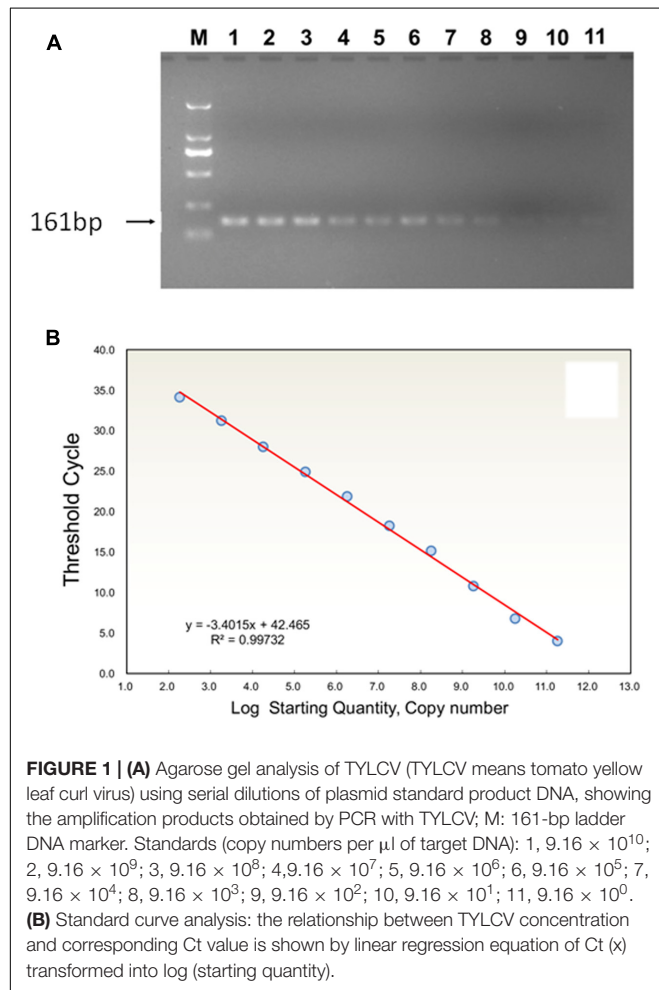 A
M 1 2 3 4 5 6 7 8 9 10 11
161bp
B
40.0
35.0
30.0
25.0
20.0
15.0
10.0
5.0
0.0
Threshold Cycle
y = -3.4015x + 42.465
R² = 0.99732
1.0 2.0 3.0 4.0 5.0 6.0 7.0 8.0 9.0 10.0 11.0 12.0 13.0
Log Starting Quantity, Copy number
FIGURE 1 | (A) Agarose gel analysis of TYLCV (TYLCV means tomato yellow
leaf curl virus) using serial dilutions of plasmid standard product DNA, showing
the amplification products obtained by PCR with TYLCV; M: 161-bp ladder
DNA marker. Standards (copy numbers per μl of target DNA): 1, 9.16 × 10¹⁰;
2, 9.16 × 10⁹; 3, 9.16 × 10⁸; 4,9.16 × 10⁷; 5, 9.16 × 10⁶; 6, 9.16 × 10⁵; 7,
9.16 × 10⁴; 8, 9.16 × 10³; 9, 9.16 × 10²; 10, 9.16 × 10¹; 11, 9.16 × 10⁰.
(B) Standard curve analysis: the relationship between TYLCV concentration
and corresponding Ct value is shown by linear regression equation of Ct (x)
transformed into log (starting quantity).